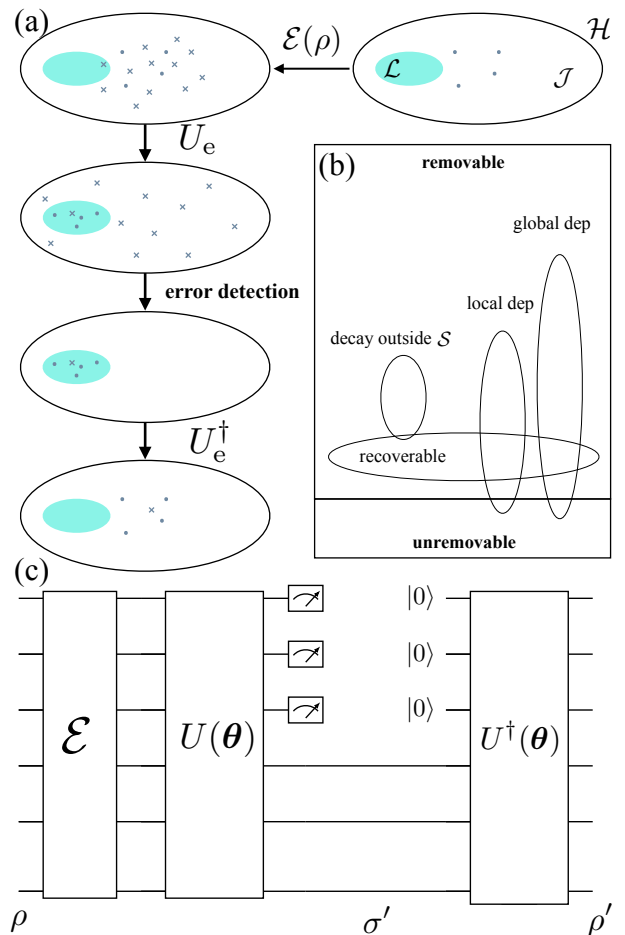 (a)
ℰ(ρ)
ℋ
ℒ
𝒥
U_e
error detection
U_e^†
(b)
removable
global dep
local dep
decay outside 𝒮
recoverable
unremovable
(c)
|0⟩
|0⟩
|0⟩
ℰ
U(θ)
U^†(θ)
ρ
σ′
ρ′